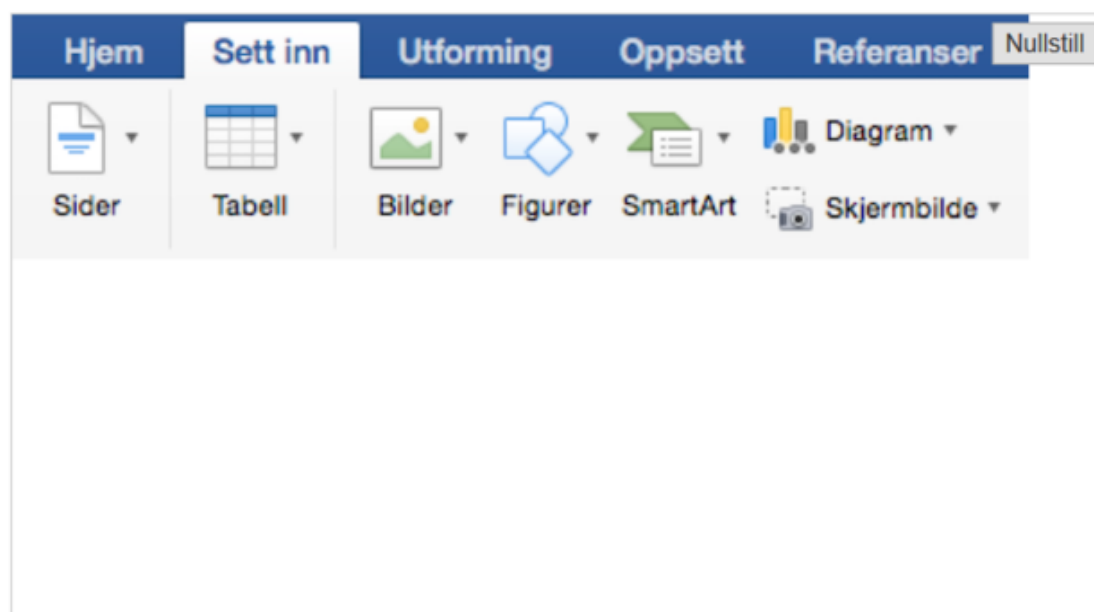 Hjem Sett inn Utforming Oppsett Referanser Nullstill
Diagram
Sider Tabell Bilder Figurer SmartArt Skjermbilde